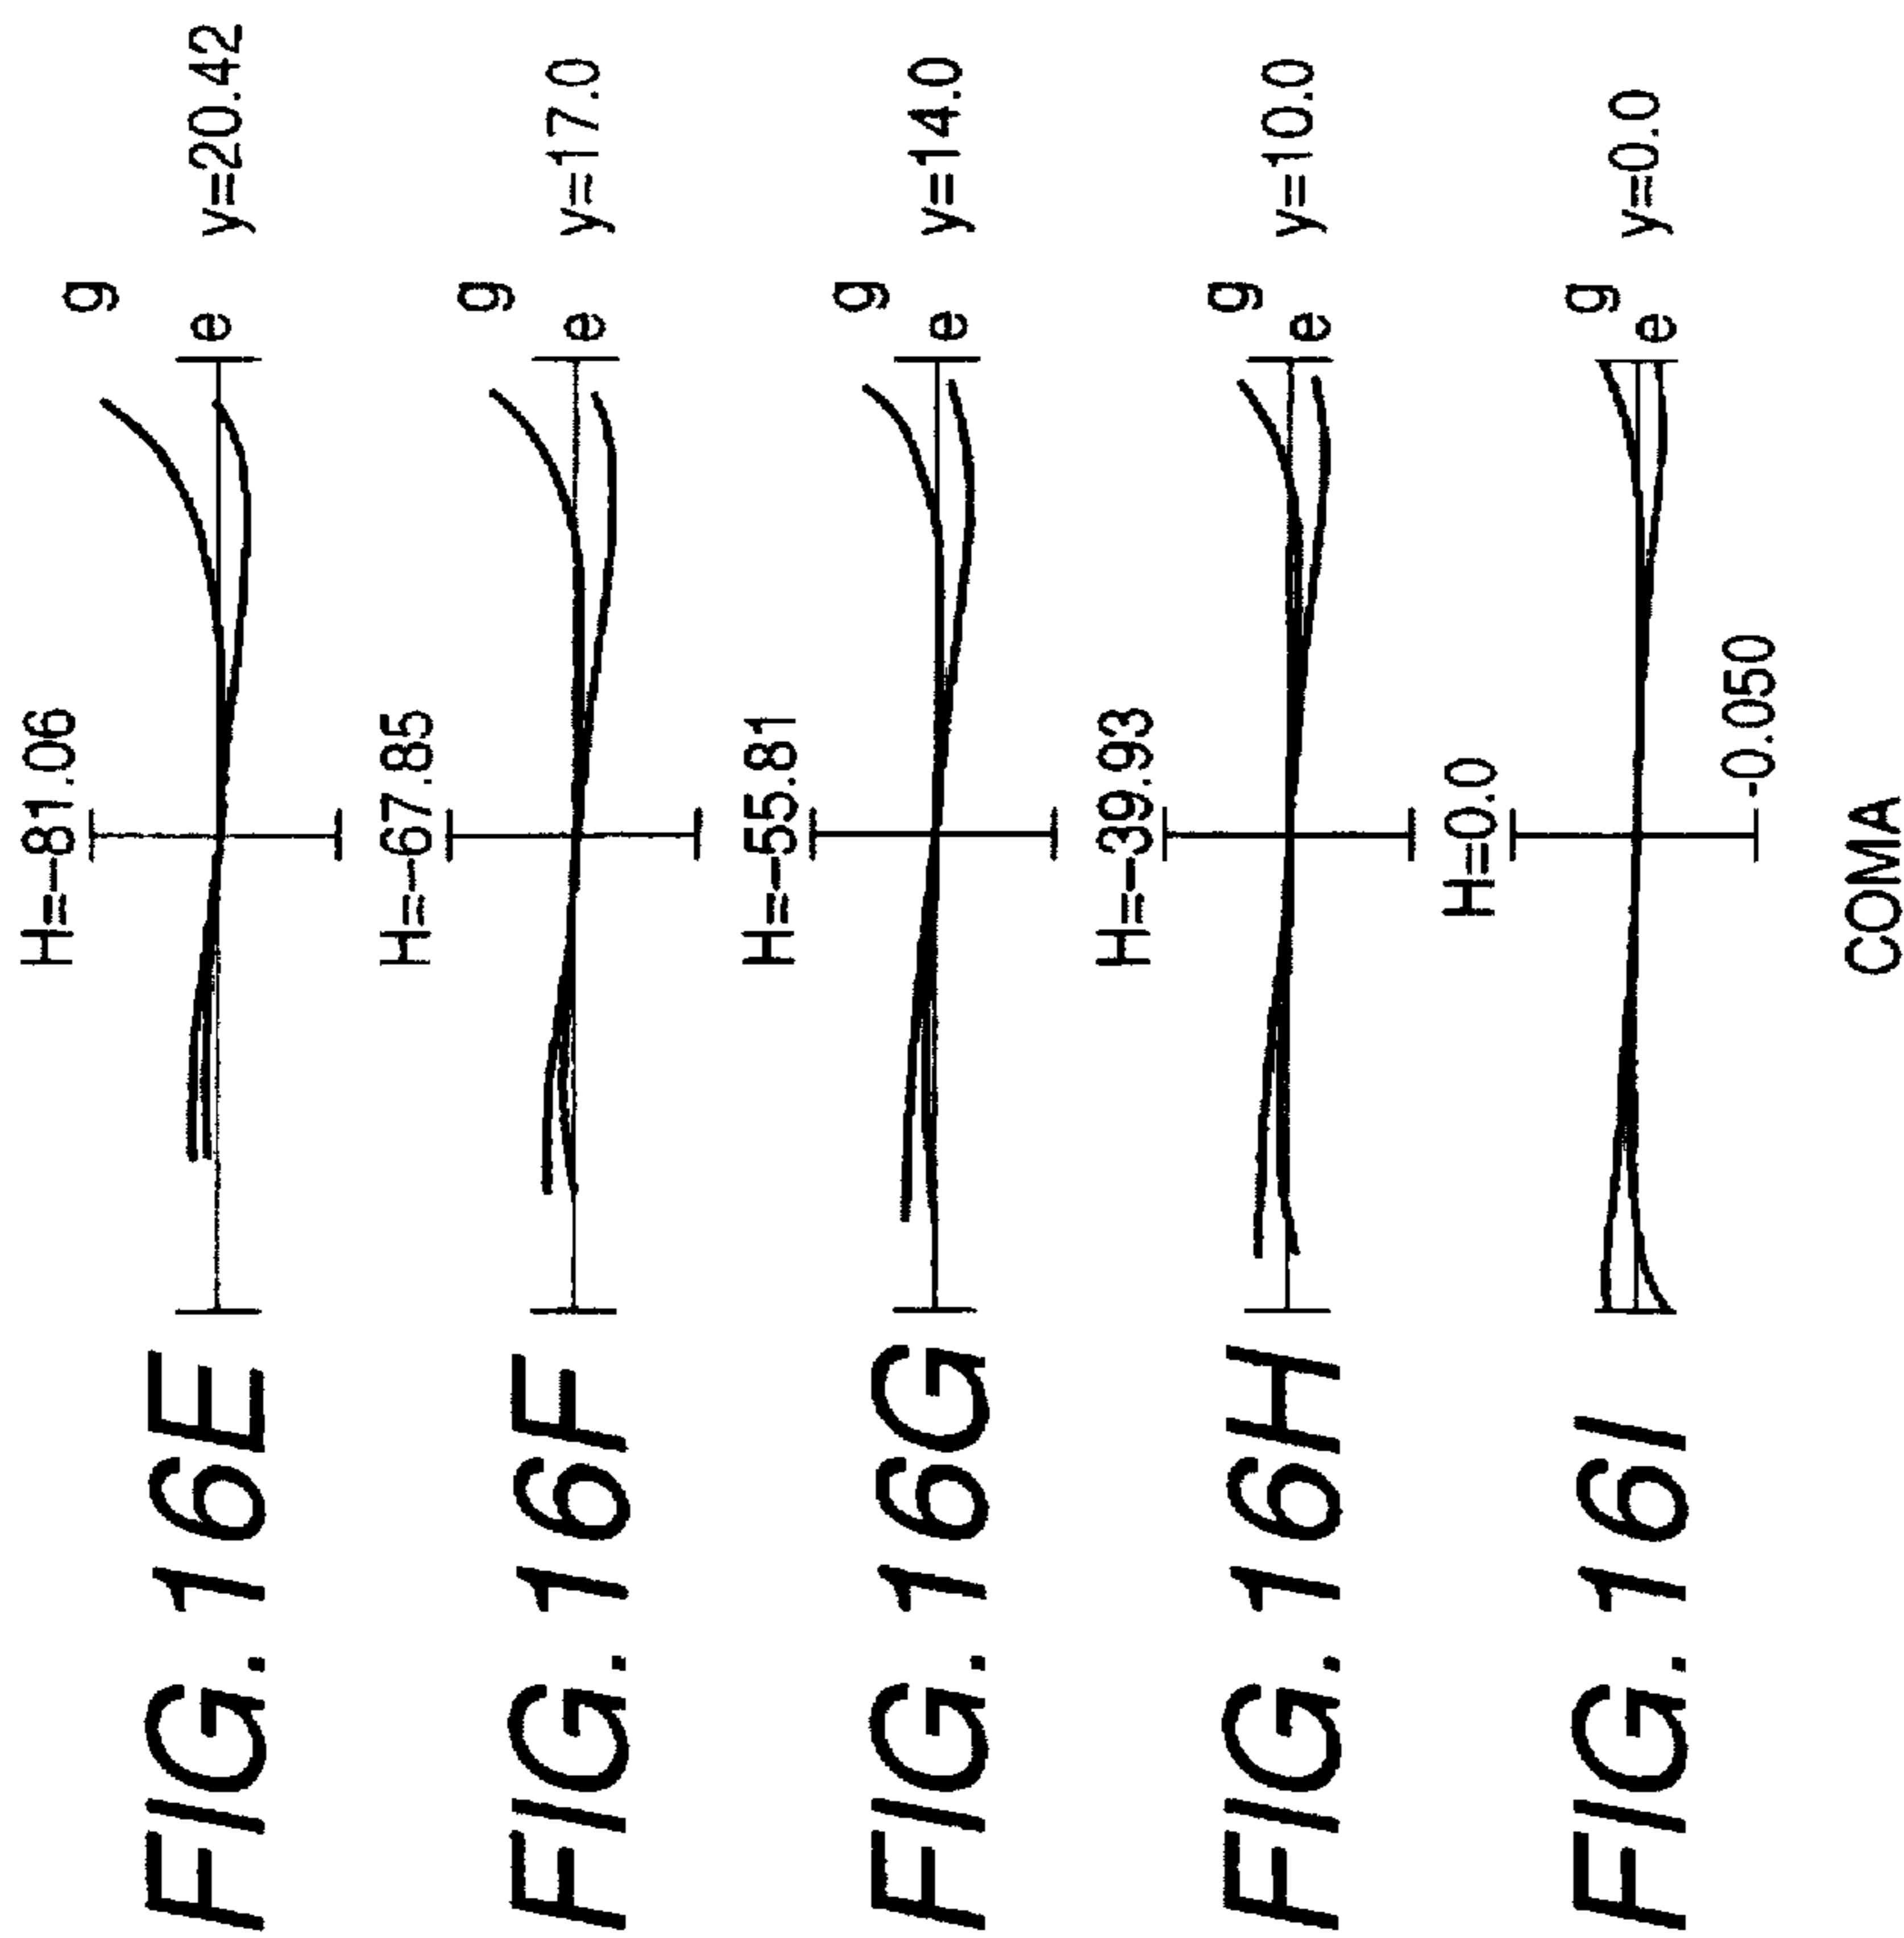 H=-81.06
g
FIG. 16E
e
y=20.42
H=-67.85
g
FIG. 16F
e
y=17.0
H=-55.81
g
FIG. 16G
e
y=14.0
H=-39.93
g
FIG. 16H
e
y=10.0
H=0.0
g
FIG. 16I
e
y=0.0
-0.050
COMA